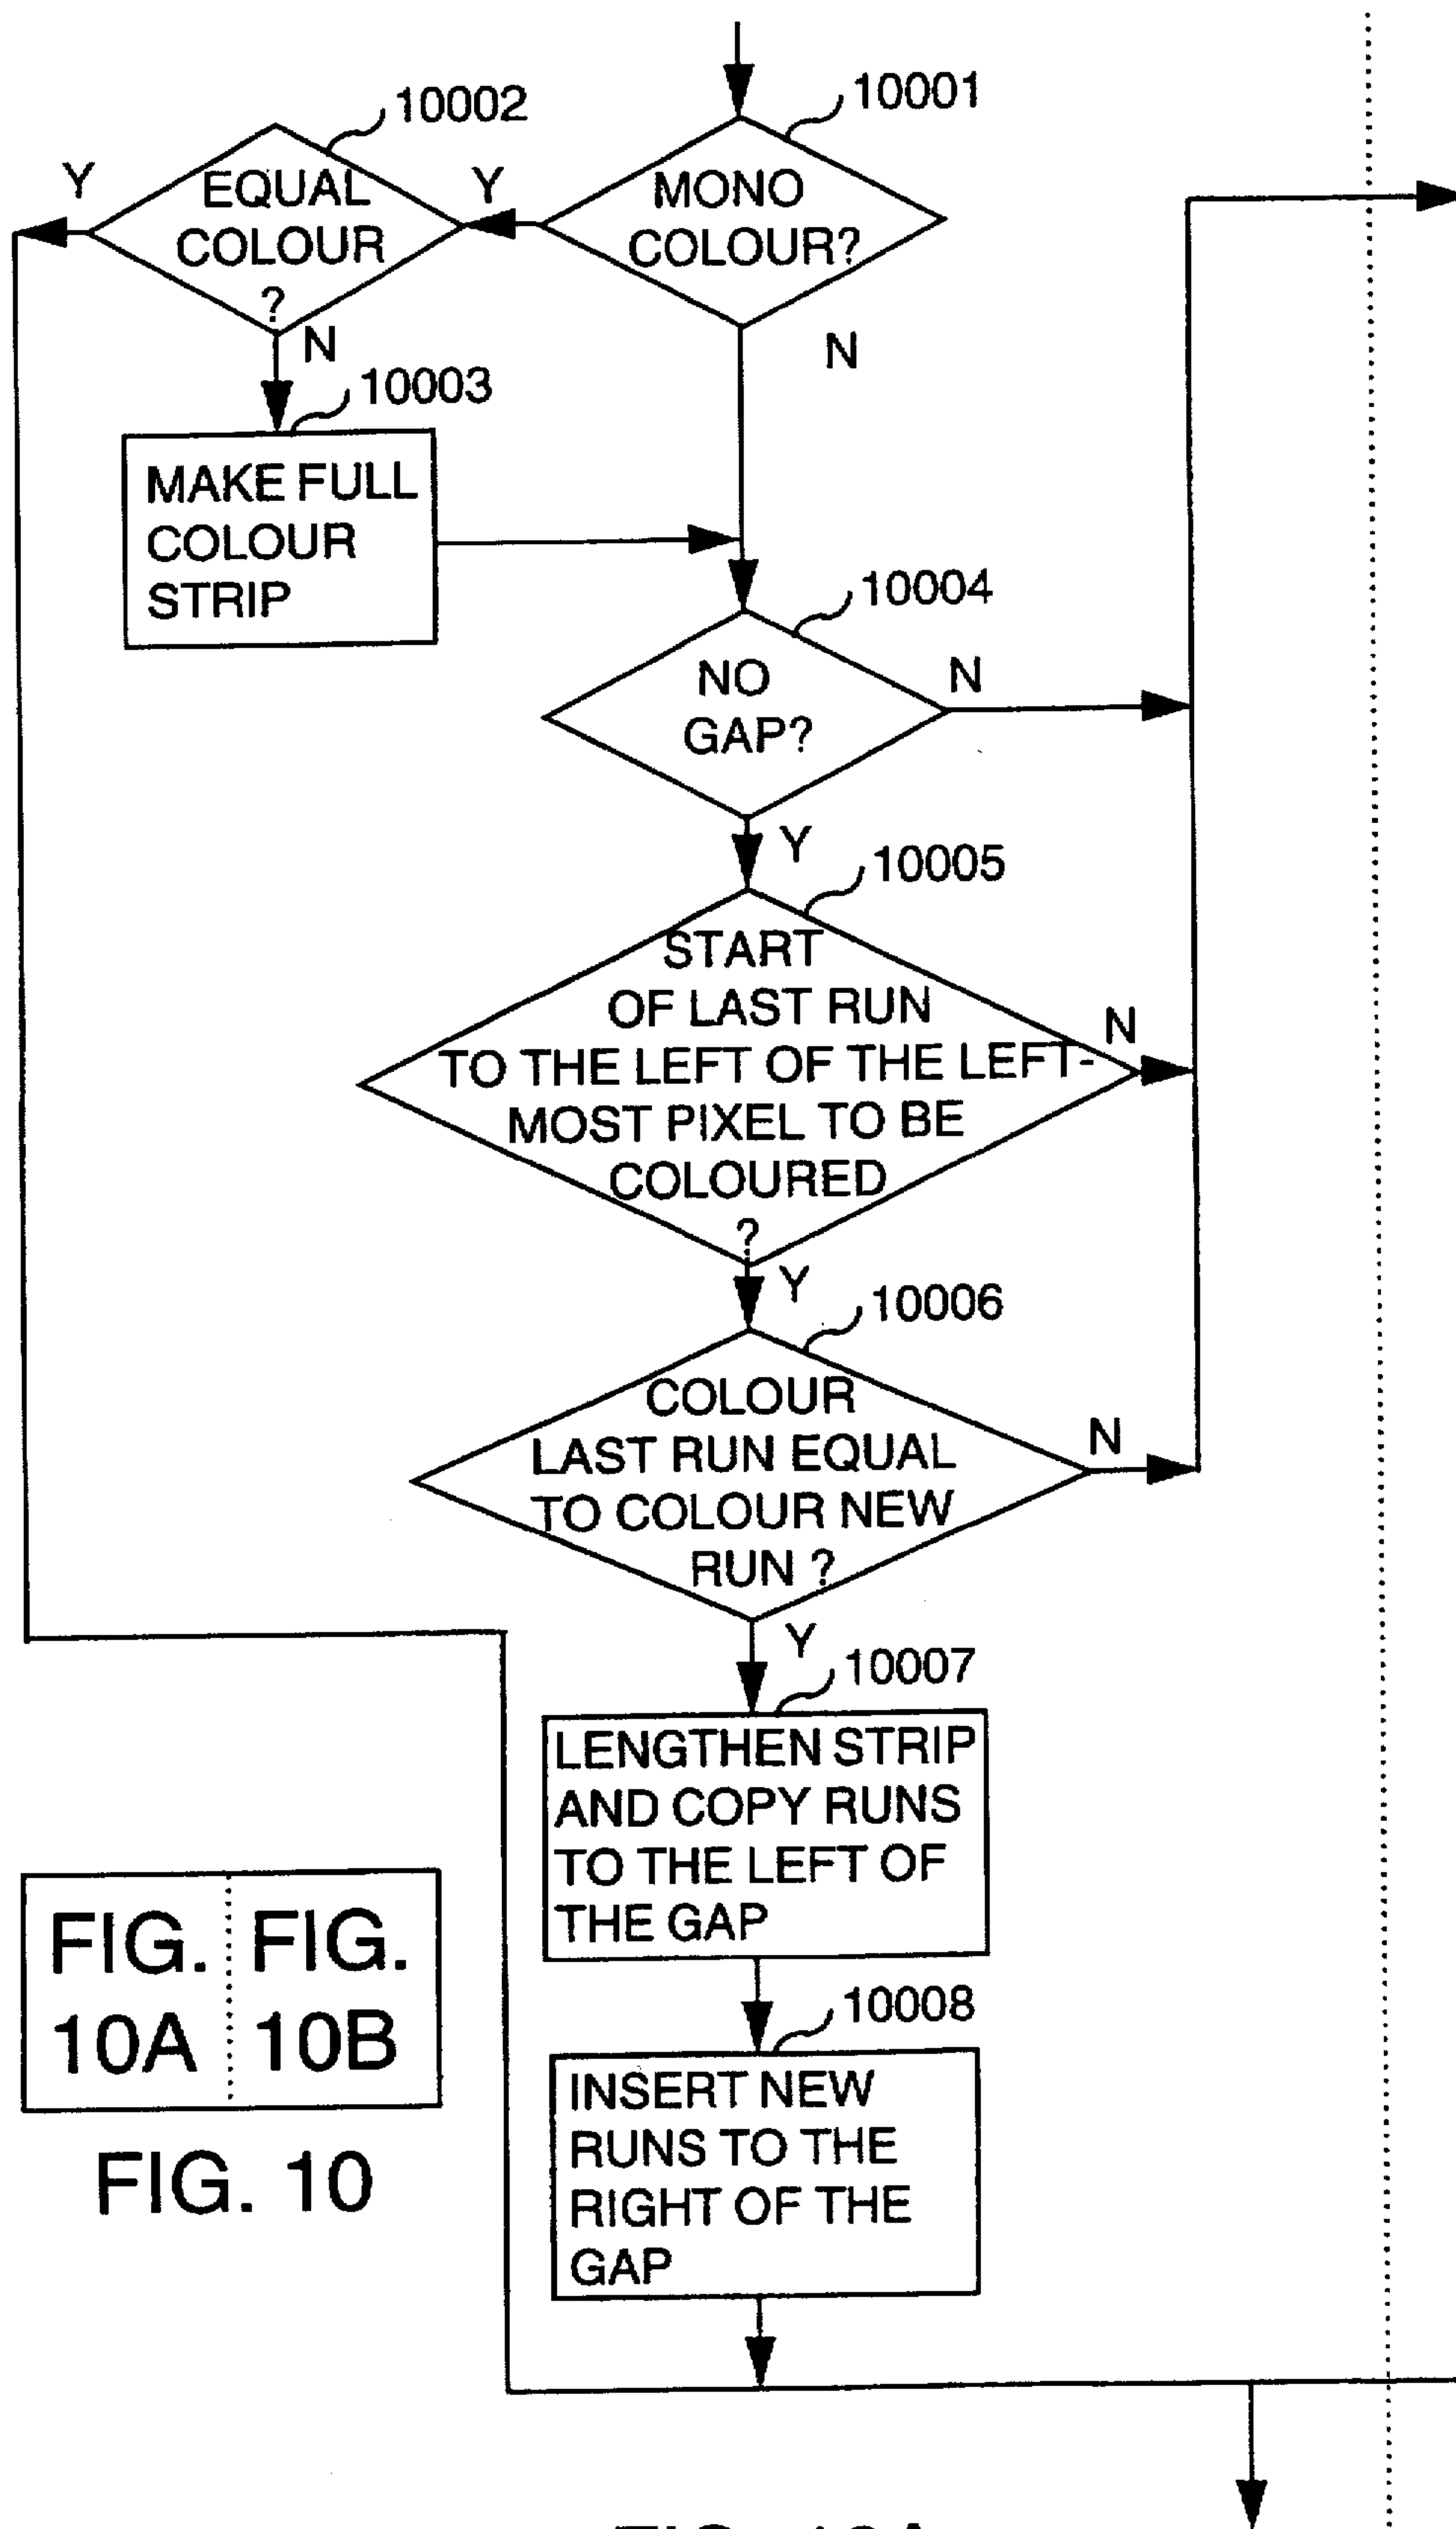 10001
MONO
COLOUR?
Y
N
10002
EQUAL
COLOUR
?
Y
N
10003
MAKE FULL
COLOUR
STRIP
10004
NO
GAP?
N
Y
10005
START
OF LAST RUN
TO THE LEFT OF THE LEFT-
MOST PIXEL TO BE
COLOURED
?
N
Y
10006
COLOUR
LAST RUN EQUAL
TO COLOUR NEW
RUN ?
N
Y
10007
LENGTHEN STRIP
AND COPY RUNS
TO THE LEFT OF
THE GAP
10008
INSERT NEW
RUNS TO THE
RIGHT OF THE
GAP
FIG.
10A
FIG.
10B
FIG. 10